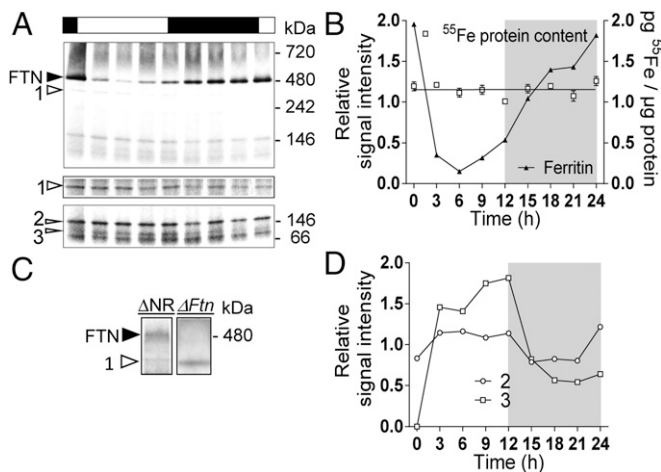 A
kDa
720
FTN
480
1
242
146
1
2
146
3
66
B
Relative signal intensity
2.0
1.5
1.0
0.5
0.0
⁵⁵Fe protein content
Ferritin
2.0
1.5
1.0
0.5
0.0
pg ⁵⁵Fe / µg protein
0 3 6 9 12 15 18 21 24
Time (h)
C
ΔNR ΔFtn kDa
FTN
480
1
D
Relative signal intensity
2.0
1.5
1.0
0.5
0.0
2
3
0 3 6 9 12 15 18 21 24
Time (h)